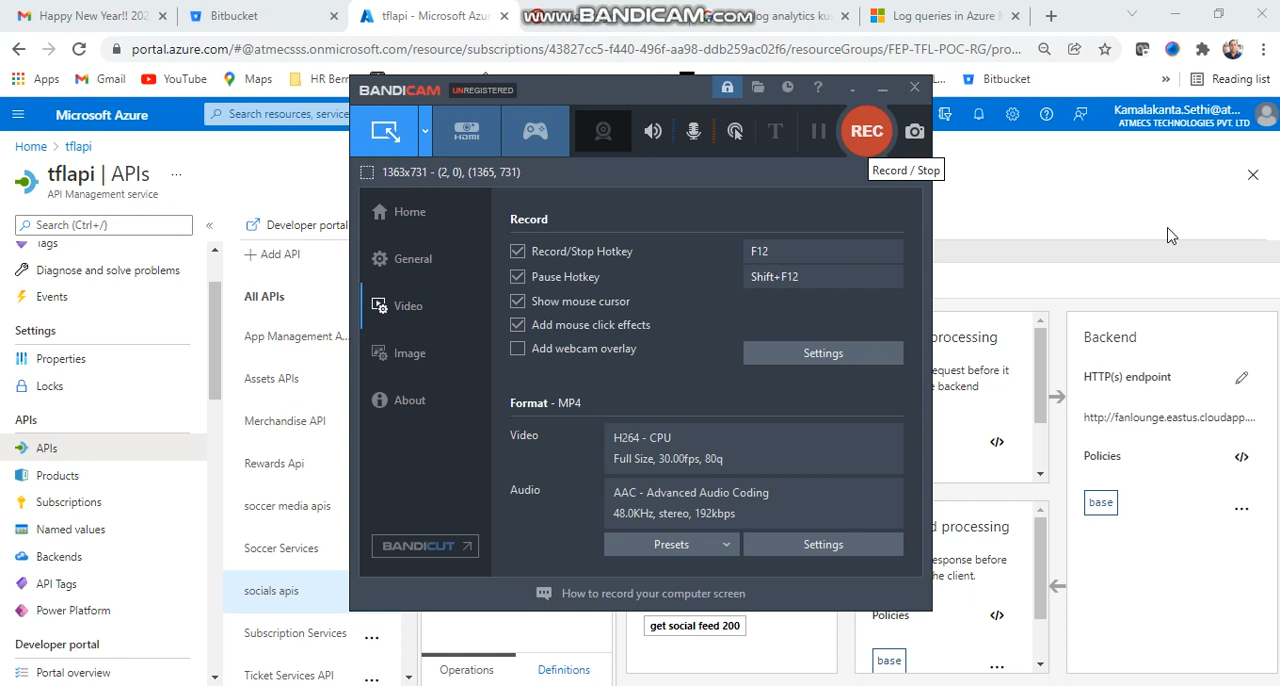 Happy New Year!! 202
Bitbucket
tflapi - Microsoft Azu
WWW.BANDICAM.COM
og analytics ku
Log queries in Azure M
portal.azure.com/#@atmecsss.onmicrosoft.com/resource/subscriptions/43827cc5-f440-496f-aa98-ddb259ac02f6/resourceGroups/FEP-TFL-POC-RG/pro...
Apps
Gmail
YouTube
Maps
HR Ben
Bitbucket
»
Reading list
Microsoft Azure
Search resources, service
Kamalakanta.Sethi@at...
ATMECS TECHNOLOGIES PVT. LTD
Home > tflapi
tflapi | APIs ...
API Management service
Search (Ctrl+/)
«
Tags
Diagnose and solve problems
Events
Settings
Properties
Locks
APIs
APIs
Products
Subscriptions
Named values
Backends
API Tags
Power Platform
Developer portal
Portal overview
Developer portal
+ Add API
All APIs
App Management A...
Assets APIs
Merchandise API
Rewards Api
soccer media apis
Soccer Services
socials apis
Subscription Services ...
Ticket Services API ...
BANDICAM UNREGISTERED
HDMI
T
REC
Record / Stop
1363x731 - (2, 0), (1365, 731)
Home
General
Video
Image
About
BANDICUT
Record
Record/Stop Hotkey F12
Pause Hotkey Shift+F12
Show mouse cursor
Add mouse click effects
Add webcam overlay
Settings
Format - MP4
Video
H264 - CPU
Full Size, 30.00fps, 80q
Audio
AAC - Advanced Audio Coding
48.0KHz, stereo, 192kbps
Presets
Settings
How to record your computer screen
get social feed 200
Operations
Definitions
rocessing
equest before it
e backend
</>
d processing
esponse before
he client.
Policies
</>
base
...
Backend
HTTP(s) endpoint
http://fanlounge.eastus.cloudapp....
Policies
</>
base
...